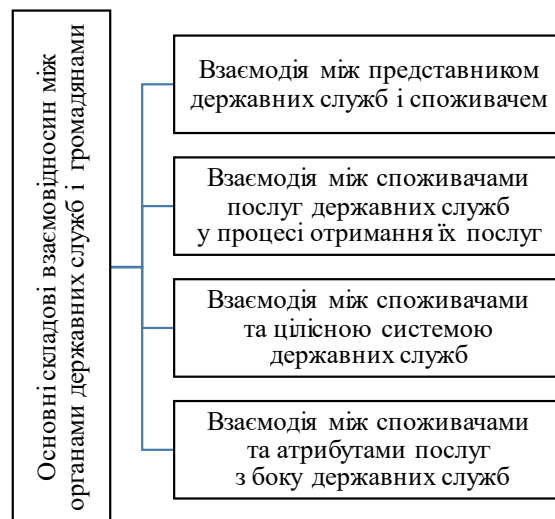 Основні складові взаємовідносин між
органами державних служб і громадянами
Взаємодія між представником
державних служб і споживачем
Взаємодія між споживачами
послуг державних служб
у процесі отримання їх послуг
Взаємодія між споживачами
та цілісною системою
державних служб
Взаємодія між споживачами
та атрибутами послуг
з боку державних служб